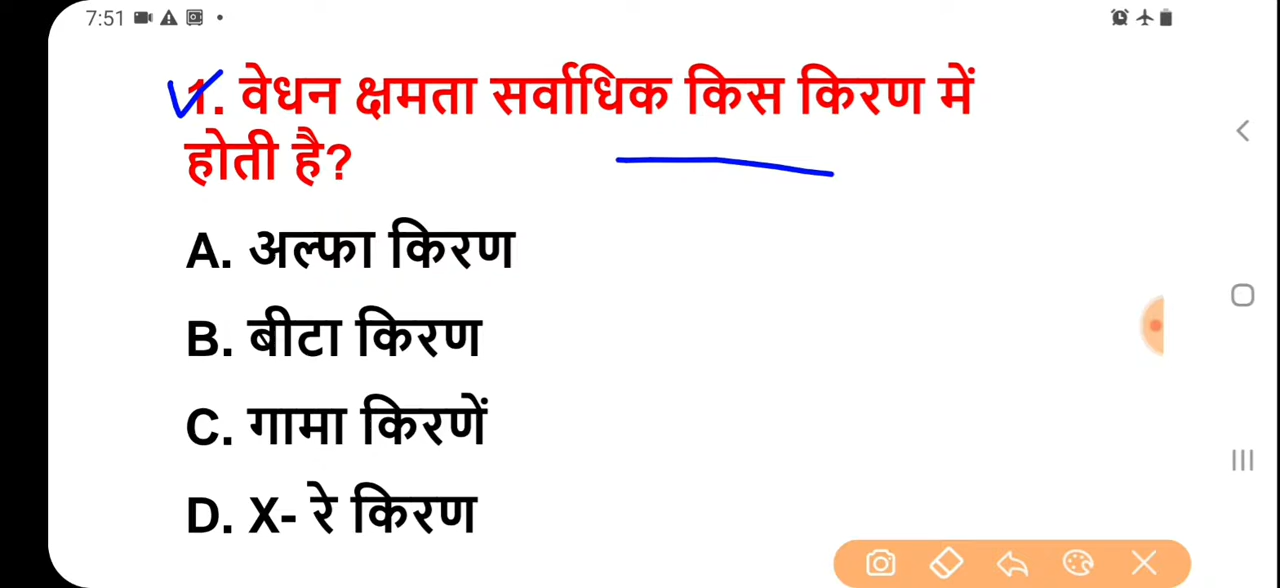 7:51
1. वेधन क्षमता सर्वाधिक किस किरण में
होती है?
A. अल्फा किरण
B. बीटा किरण
C. गामा किरणें
D. X- रे किरण